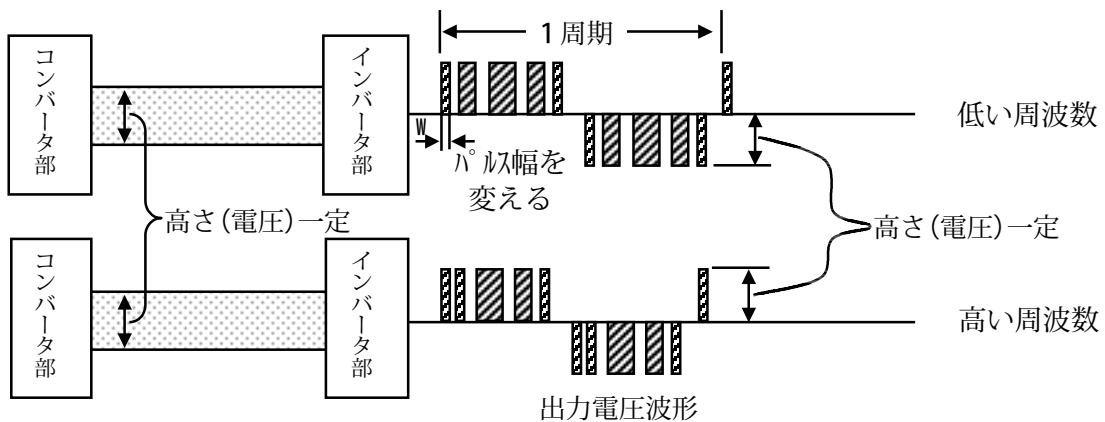 コンバータ部
インバータ部
1周期
低い周波数
W
パルス幅を
変える
高さ(電圧)一定
高さ(電圧)一定
コンバータ部
インバータ部
高い周波数
出力電圧波形